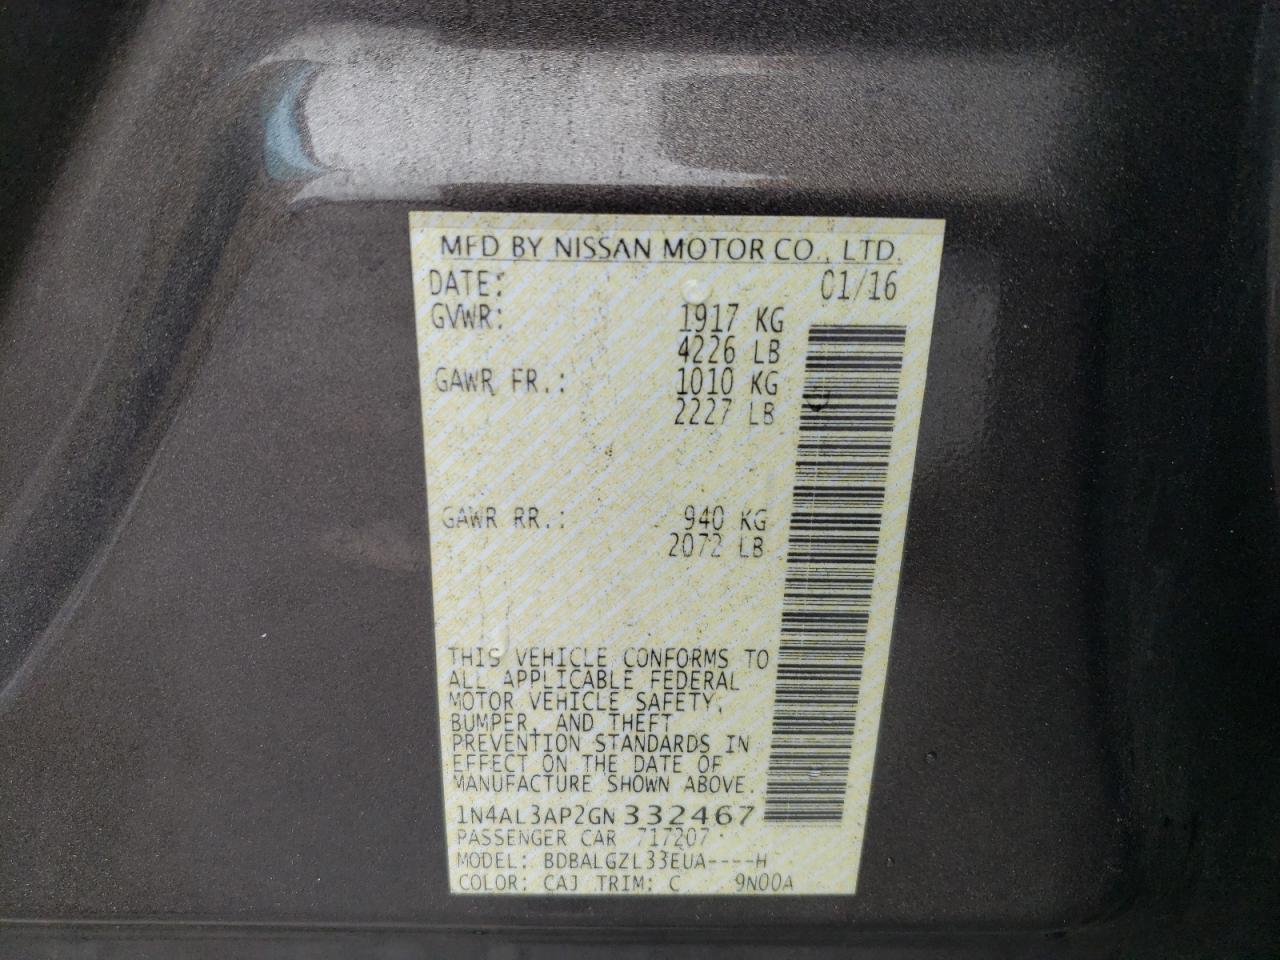 MFD BY NISSAN MOTOR CO., LTD.
DATE: 01/16
GVWR: 1917 KG
4226 LB
GAWR FR.: 1010 KG
2227 LB
GAWR RR.: 940 KG
2072 LB
THIS VEHICLE CONFORMS TO
ALL APPLICABLE FEDERAL
MOTOR VEHICLE SAFETY,
BUMPER, AND THEFT
PREVENTION STANDARDS IN
EFFECT ON THE DATE OF
MANUFACTURE SHOWN ABOVE.
1N4AL3AP2GN332467
PASSENGER CAR 717207
MODEL: BDBALGZL33EUA----H
COLOR: CAJ TRIM: C 9N00A